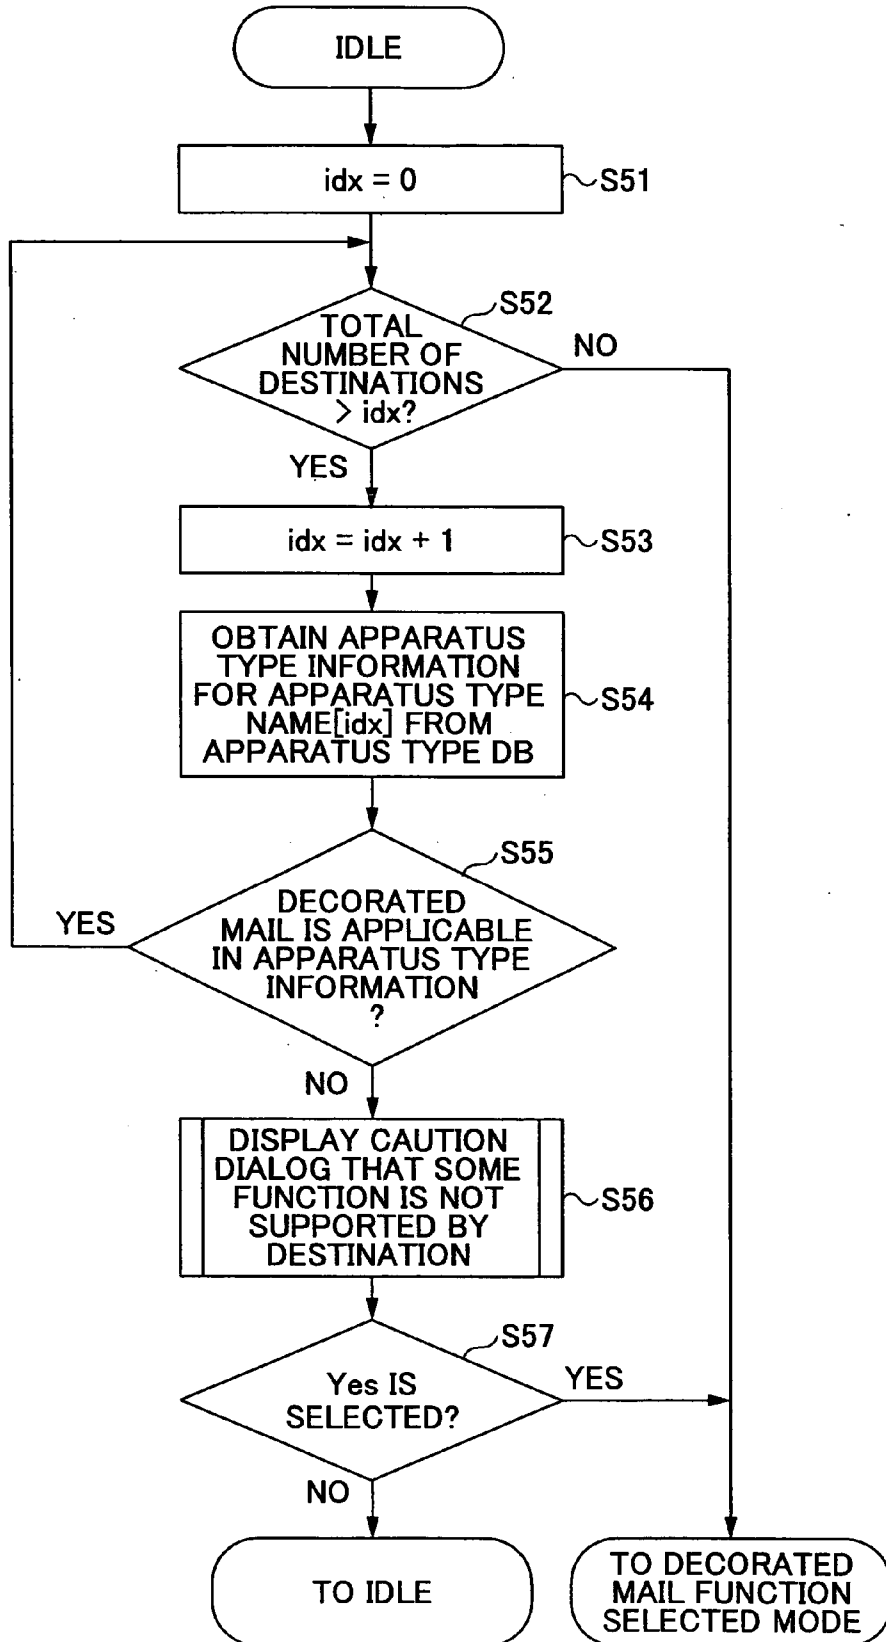 IDLE
idx = 0
S51
S52
TOTAL
NUMBER OF
DESTINATIONS
> idx?
NO
YES
idx = idx + 1
S53
OBTAIN APPARATUS
TYPE INFORMATION
FOR APPARATUS TYPE
NAME[idx] FROM
APPARATUS TYPE DB
S54
S55
YES
DECORATED
MAIL IS APPLICABLE
IN APPARATUS TYPE
INFORMATION
?
NO
DISPLAY CAUTION
DIALOG THAT SOME
FUNCTION IS NOT
SUPPORTED BY
DESTINATION
S56
S57
Yes IS
SELECTED?
YES
NO
TO IDLE
TO DECORATED
MAIL FUNCTION
SELECTED MODE